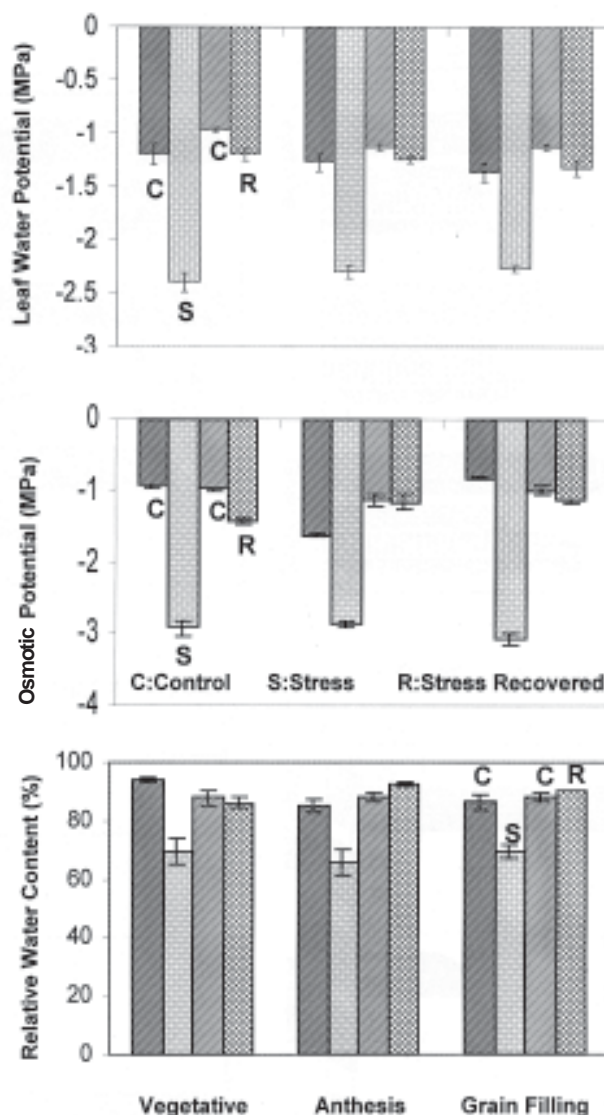 Leaf Water Potential (MPa)
0
-0.5
-1
-1.5
-2
-2.5
-3
C
S
C
R
Osmotic Potential (MPa)
0
-1
-2
-3
-4
C
S
C
R
C:Control S:Stress R:Stress Recovered
Relative Water Content (%)
100
80
60
40
20
0
C
S
C
R
Vegetative Anthesis Grain Filling